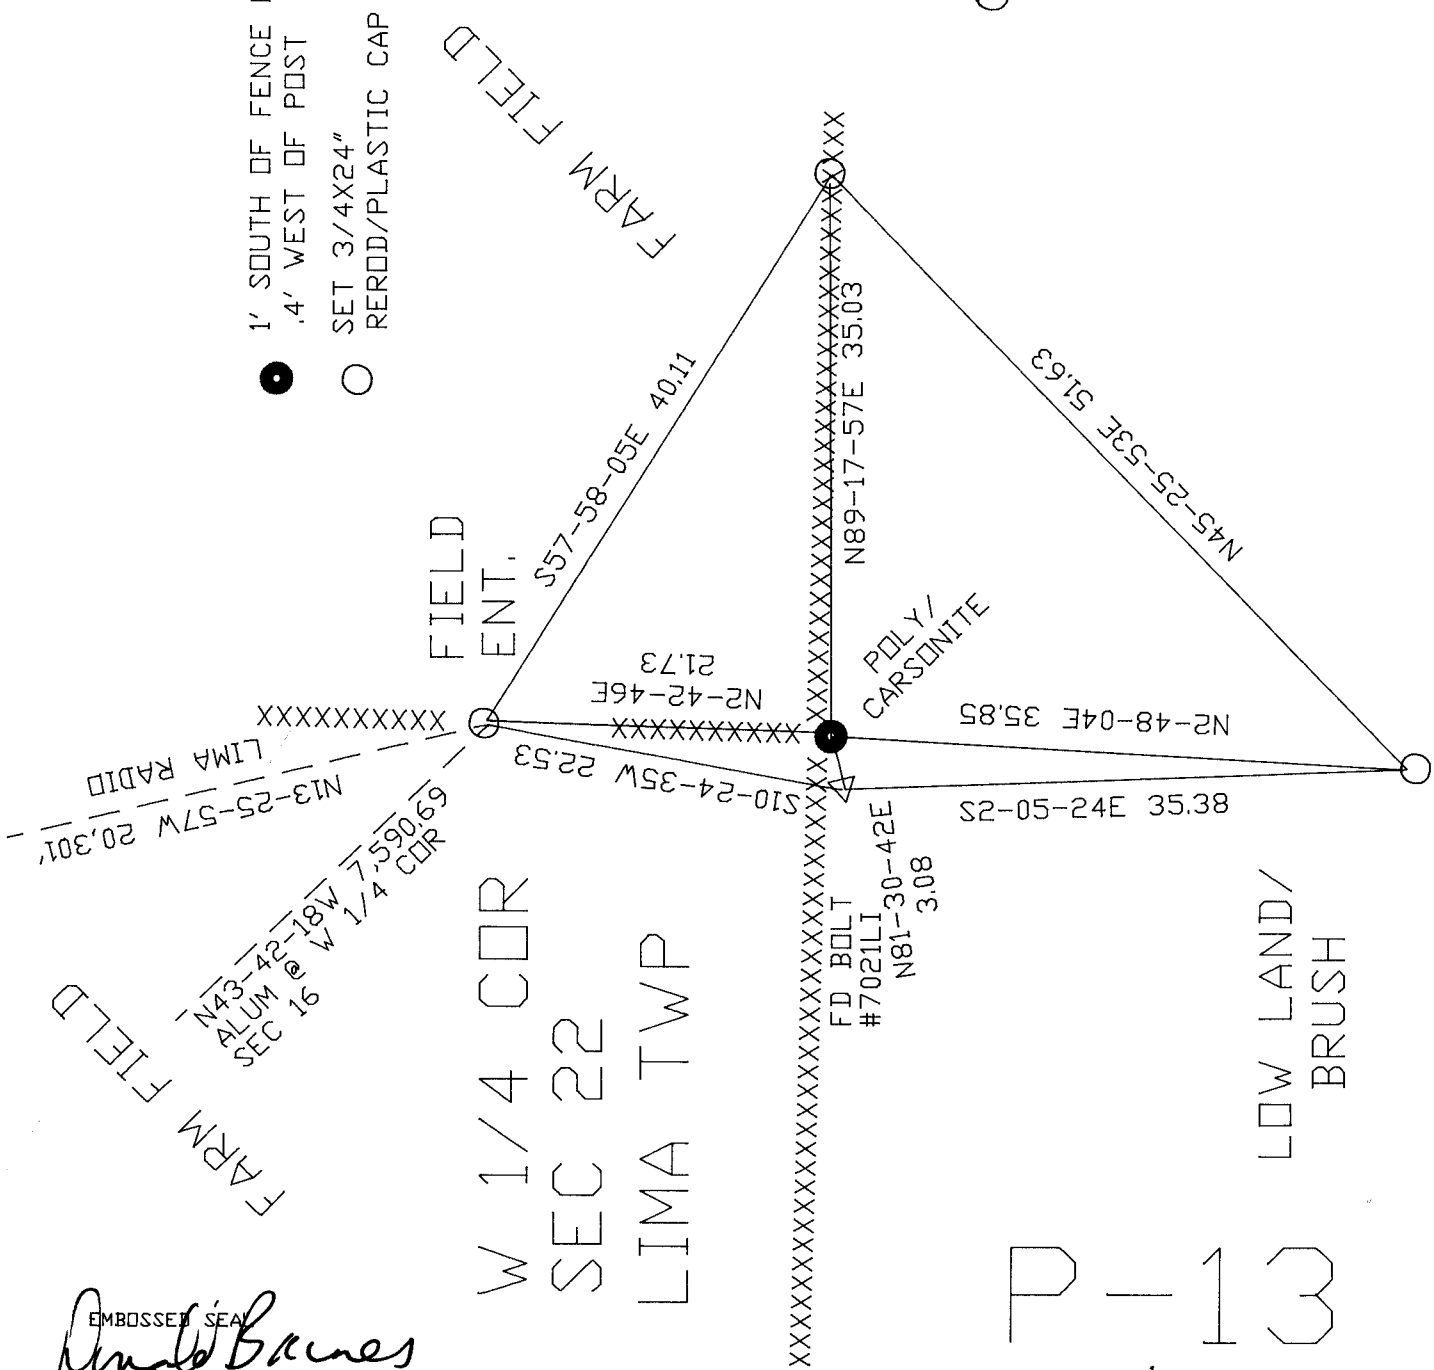 1' SOUTH OF FENCE
.4' WEST OF POST
SET 3/4X24"
REROD/PLASTIC CAP
FARM FIELD
FIELD
ENT.
S57-58-05E 40.11
N89-17-57E 35.03
N45-25-53E 51.63
N2-42-46E
21.73
POLY/
CARSONITE
N2-48-04E 35.85
S2-05-24E 35.38
S10-24-35W 22.53
LIMA RADIO
N13-25-57W 20,301'
N43-42-18W 7,590.69
ALUM @ W 1/4 COR
SEC 16
FARM FIELD
FD BOLT
#7021LI
N81-30-42E
3.08
W 1/4 COR
SEC 22
LIMA TWP
LOW LAND/
BRUSH
P-13
EMBOSSED SEAL
Donald Barnes